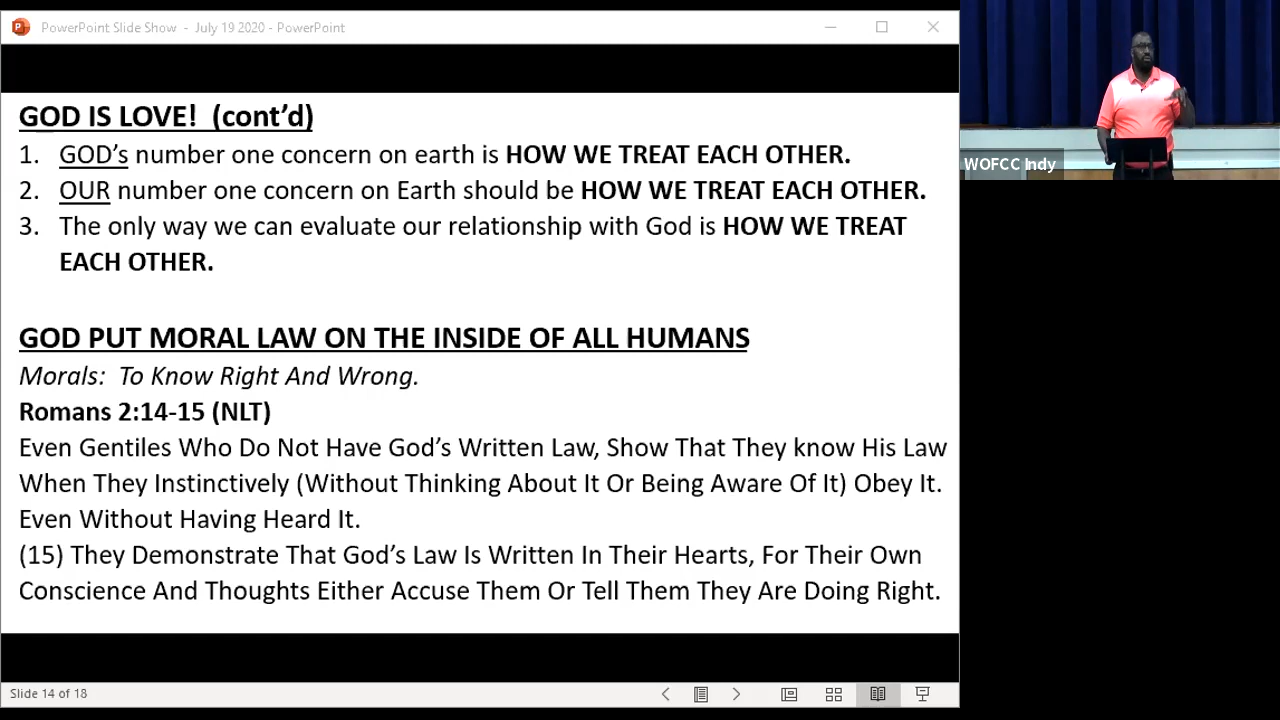 PowerPoint Slide Show - July 19 2020 - PowerPoint
GOD IS LOVE! (cont’d)
1. GOD’s number one concern on earth is HOW WE TREAT EACH OTHER.
2. OUR number one concern on Earth should be HOW WE TREAT EACH OTHER.
3. The only way we can evaluate our relationship with God is HOW WE TREAT
EACH OTHER.
GOD PUT MORAL LAW ON THE INSIDE OF ALL HUMANS
Morals: To Know Right And Wrong.
Romans 2:14-15 (NLT)
Even Gentiles Who Do Not Have God’s Written Law, Show That They know His Law
When They Instinctively (Without Thinking About It Or Being Aware Of It) Obey It.
Even Without Having Heard It.
(15) They Demonstrate That God’s Law Is Written In Their Hearts, For Their Own
Conscience And Thoughts Either Accuse Them Or Tell Them They Are Doing Right.
Slide 14 of 18
WOFCC Indy